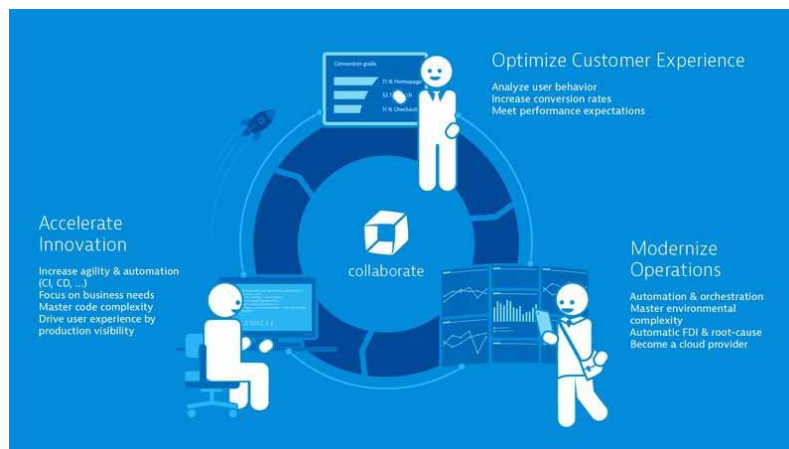 Optimize Customer Experience
Analyze user behavior
Increase conversion rates
Meet performance expectations
Conversion goals
71 % Homepage
11 % Checkout
Accelerate
Innovation
Increase agility & automation
(CI, CD, ...)
Focus on business needs
Master code complexity
Drive user experience by
production visibility
collaborate
Modernize
Operations
Automation & orchestration
Master environmental
complexity
Automatic FDI & root-cause
Become a cloud provider